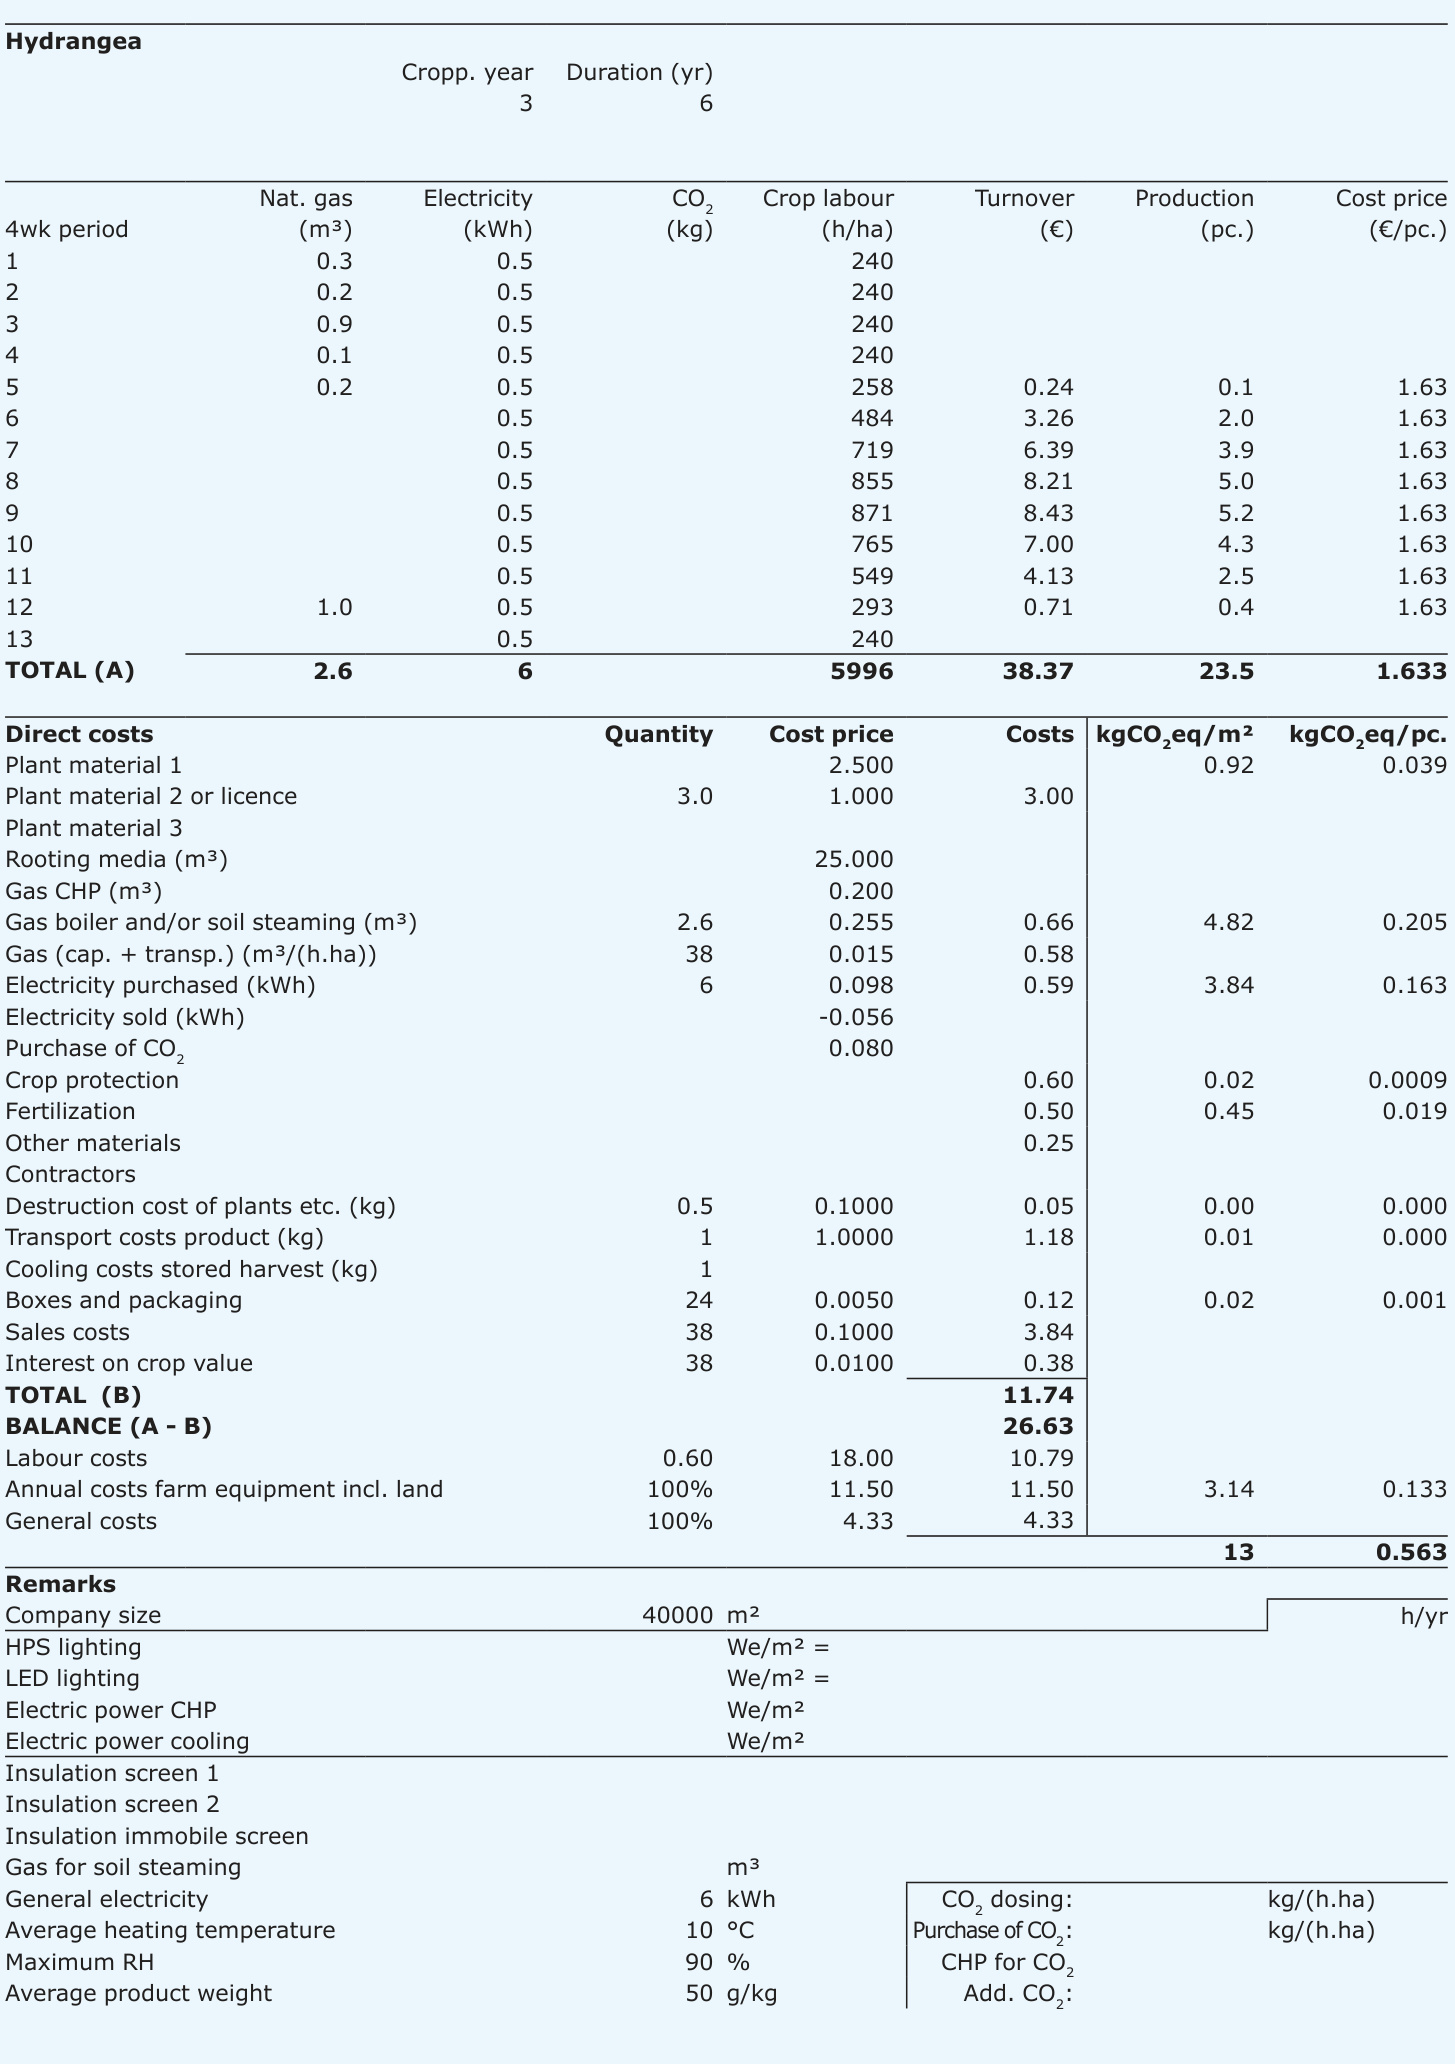 Hydrangea
Cropp. year Duration (yr)
3 6
Nat. gas Electricity CO₂ Crop labour Turnover Production Cost price
4wk period (m³) (kWh) (kg) (h/ha) (€) (pc.) (€/pc.)
1 0.3 0.5 240
2 0.2 0.5 240
3 0.9 0.5 240
4 0.1 0.5 240
5 0.2 0.5 258 0.24 0.1 1.63
6 0.5 484 3.26 2.0 1.63
7 0.5 719 6.39 3.9 1.63
8 0.5 855 8.21 5.0 1.63
9 0.5 871 8.43 5.2 1.63
10 0.5 765 7.00 4.3 1.63
11 0.5 549 4.13 2.5 1.63
12 1.0 0.5 293 0.71 0.4 1.63
13 0.5 240
TOTAL (A) 2.6 6 5996 38.37 23.5 1.633
Direct costs Quantity Cost price Costs kgCO₂eq/m² kgCO₂eq/pc.
Plant material 1 2.500 0.92 0.039
Plant material 2 or licence 3.0 1.000 3.00
Plant material 3
Rooting media (m³) 25.000
Gas CHP (m³) 0.200
Gas boiler and/or soil steaming (m³) 2.6 0.255 0.66 4.82 0.205
Gas (cap. + transp.) (m³/(h.ha)) 38 0.015 0.58
Electricity purchased (kWh) 6 0.098 0.59 3.84 0.163
Electricity sold (kWh) -0.056
Purchase of CO₂ 0.080
Crop protection 0.60 0.02 0.0009
Fertilization 0.50 0.45 0.019
Other materials 0.25
Contractors
Destruction cost of plants etc. (kg) 0.5 0.1000 0.05 0.00 0.000
Transport costs product (kg) 1 1.0000 1.18 0.01 0.000
Cooling costs stored harvest (kg) 1
Boxes and packaging 24 0.0050 0.12 0.02 0.001
Sales costs 38 0.1000 3.84
Interest on crop value 38 0.0100 0.38
TOTAL (B) 11.74
BALANCE (A - B) 26.63
Labour costs 0.60 18.00 10.79
Annual costs farm equipment incl. land 100% 11.50 11.50 3.14 0.133
General costs 100% 4.33 4.33
13 0.563
Remarks
Company size 40000 m² h/yr
HPS lighting We/m² =
LED lighting We/m² =
Electric power CHP We/m²
Electric power cooling We/m²
Insulation screen 1
Insulation screen 2
Insulation immobile screen
Gas for soil steaming m³
General electricity 6 kWh CO₂ dosing: kg/(h.ha)
Average heating temperature 10 °C Purchase of CO₂: kg/(h.ha)
Maximum RH 90 % CHP for CO₂
Average product weight 50 g/kg Add. CO₂: